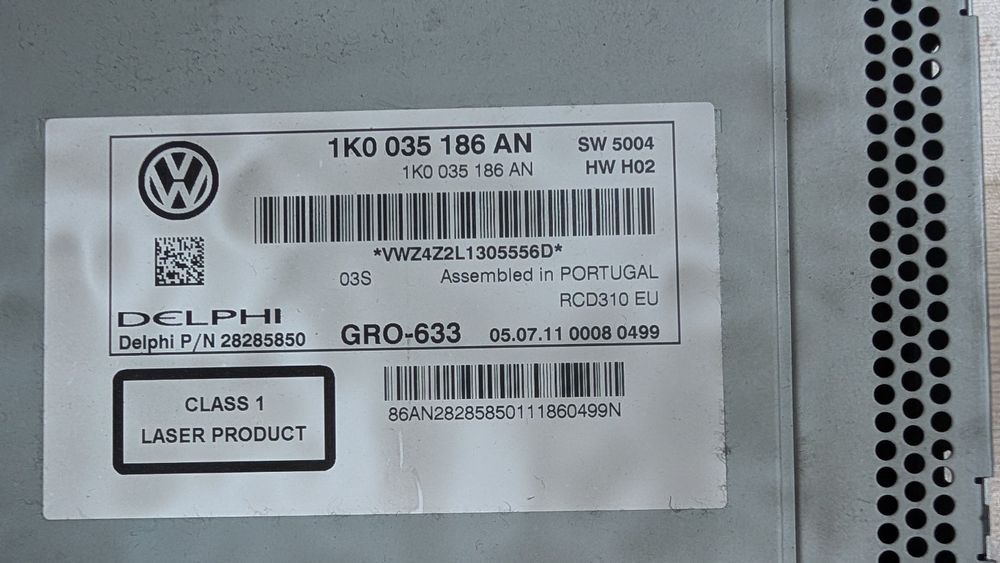 1K0 035 186 AN SW 5004
1K0 035 186 AN HW H02
*VWZ4Z2L1305556D*
03S Assembled in PORTUGAL
RCD310 EU
DELPHI
Delphi P/N 28285850 GRO-633 05.07.11 0008 0499
CLASS 1
LASER PRODUCT
86AN28285850111860499N